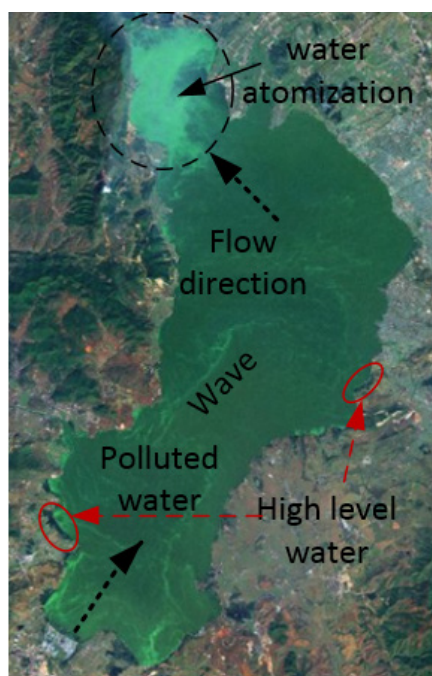 water
atomization
Flow
direction
Wave
Polluted
water
High level
water